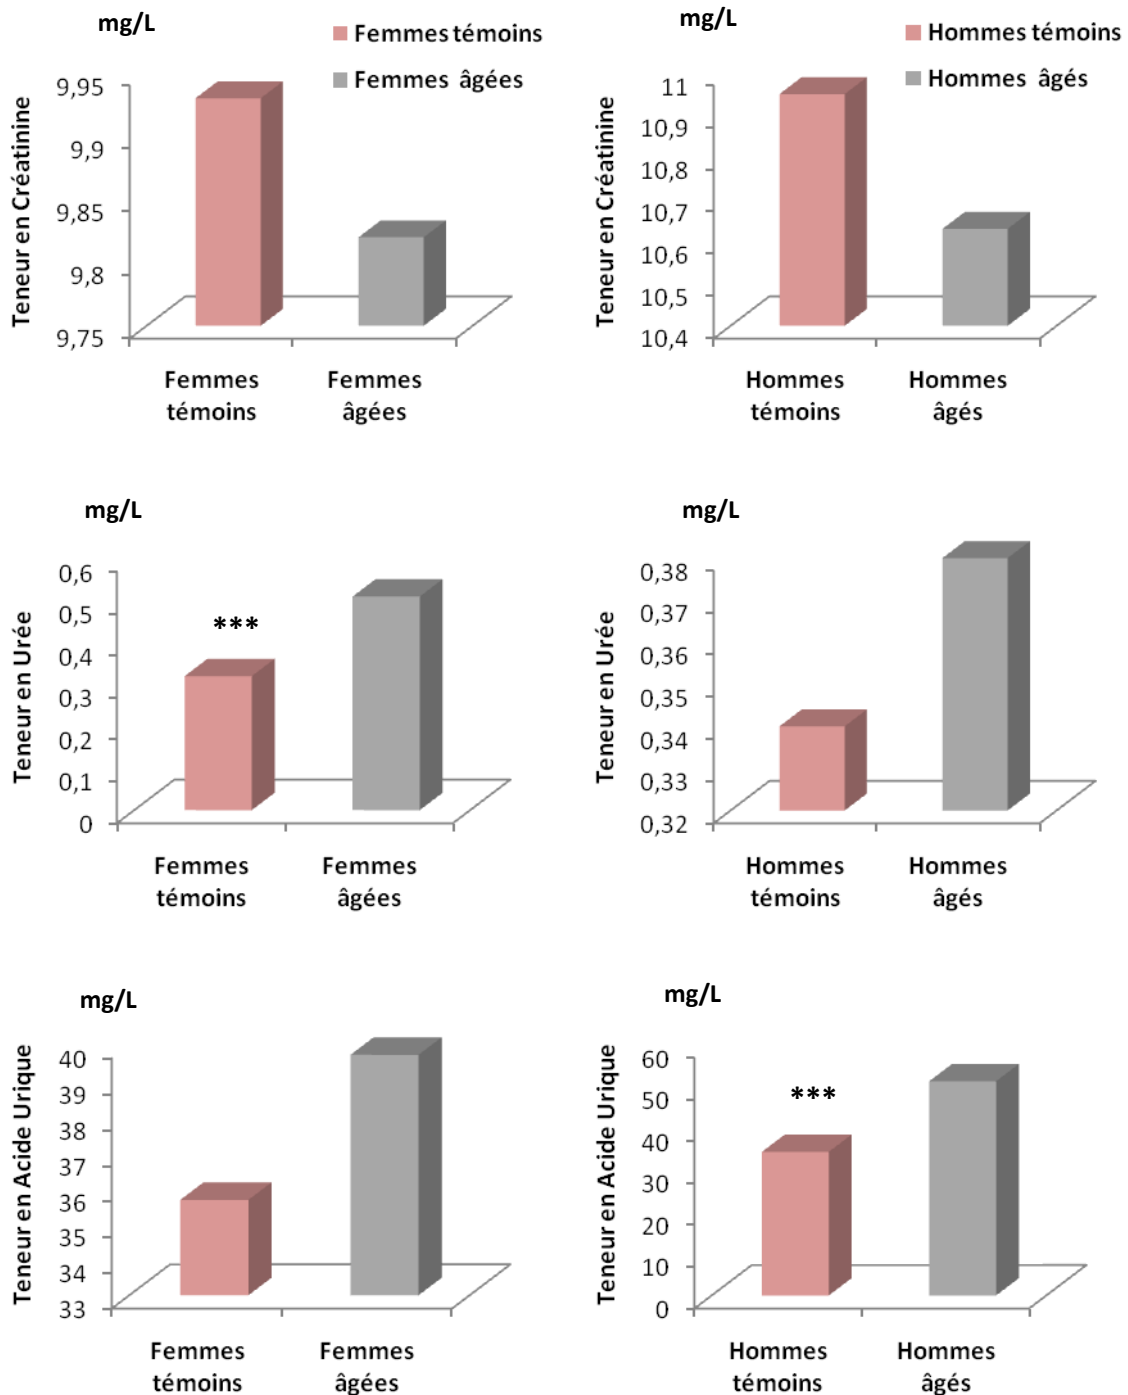 mg/L
Femmes témoins
Femmes âgées
Teneur en Créatinine
9,95
9,9
9,85
9,8
9,75
Femmes témoins
Femmes âgées
mg/L
Hommes témoins
Hommes âgés
Teneur en Créatinine
11
10,9
10,8
10,7
10,6
10,5
10,4
Hommes témoins
Hommes âgés
mg/L
Teneur en Urée
0,6
0,5
0,4
0,3
0,2
0,1
0
***
Femmes témoins
Femmes âgées
mg/L
Teneur en Urée
0,38
0,37
0,36
0,35
0,34
0,33
0,32
Hommes témoins
Hommes âgés
mg/L
Teneur en Acide Urique
40
39
38
37
36
35
34
33
Femmes témoins
Femmes âgées
mg/L
Teneur en Acide Urique
60
50
40
30
20
10
0
***
Hommes témoins
Hommes âgés